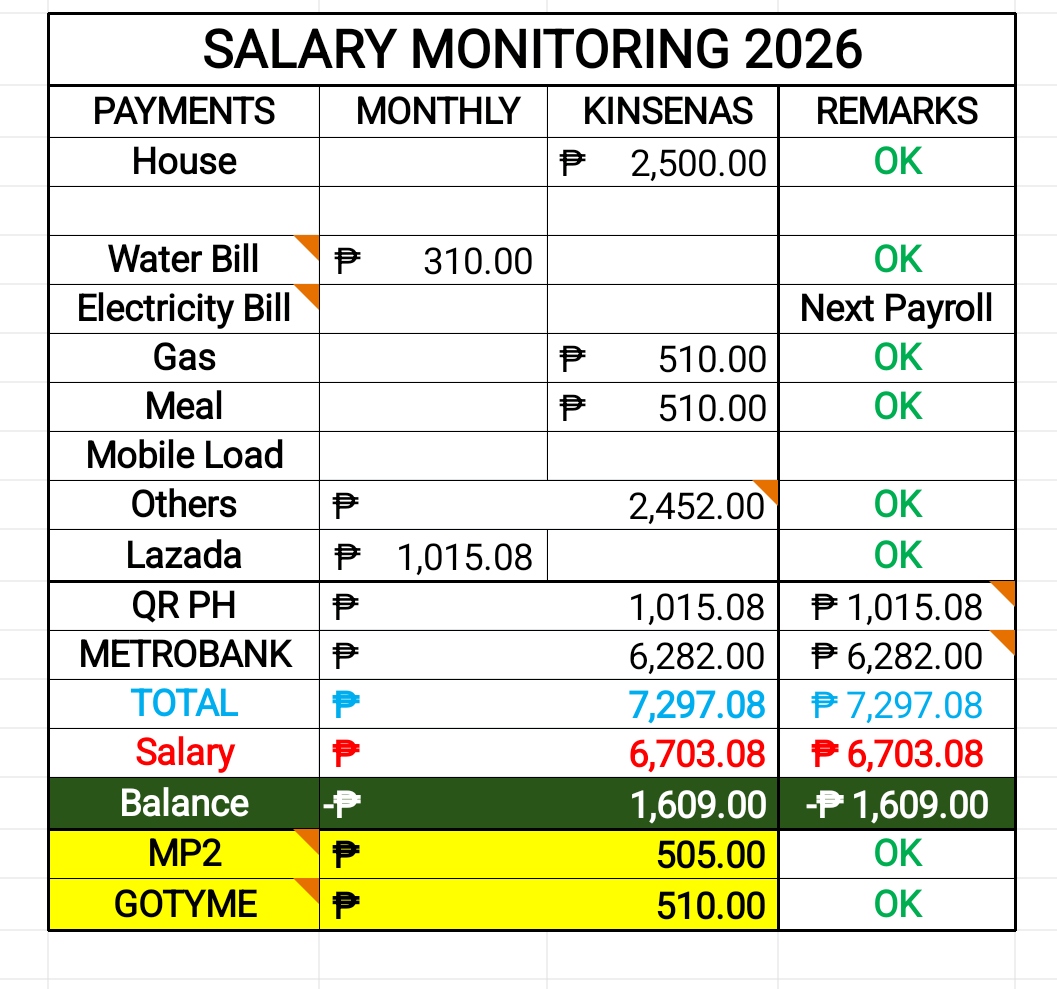 SALARY MONITORING 2026
PAYMENTS MONTHLY KINSENAS REMARKS
House ₱ 2,500.00 OK
Water Bill ₱ 310.00 OK
Electricity Bill Next Payroll
Gas ₱ 510.00 OK
Meal ₱ 510.00 OK
Mobile Load
Others ₱ 2,452.00 OK
Lazada ₱ 1,015.08 OK
QR PH ₱ 1,015.08 ₱ 1,015.08
METROBANK ₱ 6,282.00 ₱ 6,282.00
TOTAL ₱ 7,297.08 ₱ 7,297.08
Salary ₱ 6,703.08 ₱ 6,703.08
Balance -₱ 1,609.00 -₱ 1,609.00
MP2 ₱ 505.00 OK
GOTYME ₱ 510.00 OK